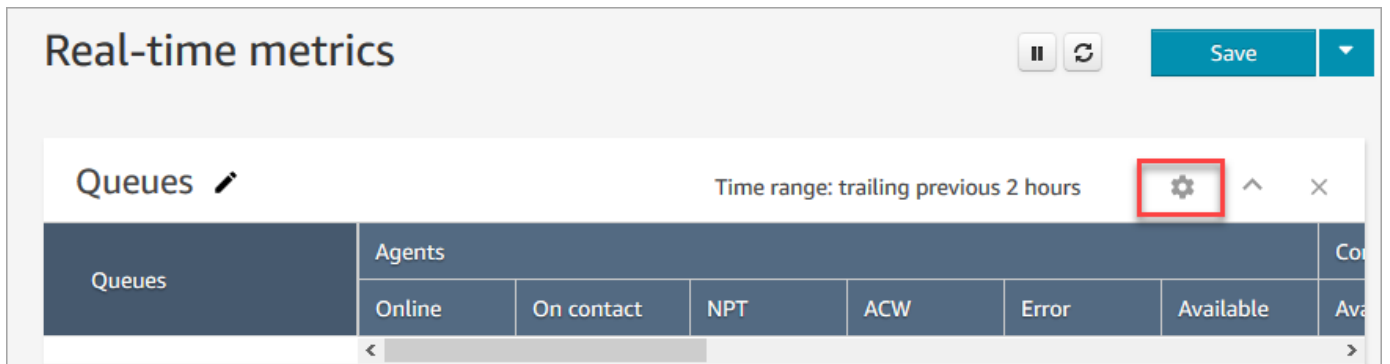 Real-time metrics
Save
Queues
Time range: trailing previous 2 hours
Queues
Agents
Online On contact NPT ACW Error Available